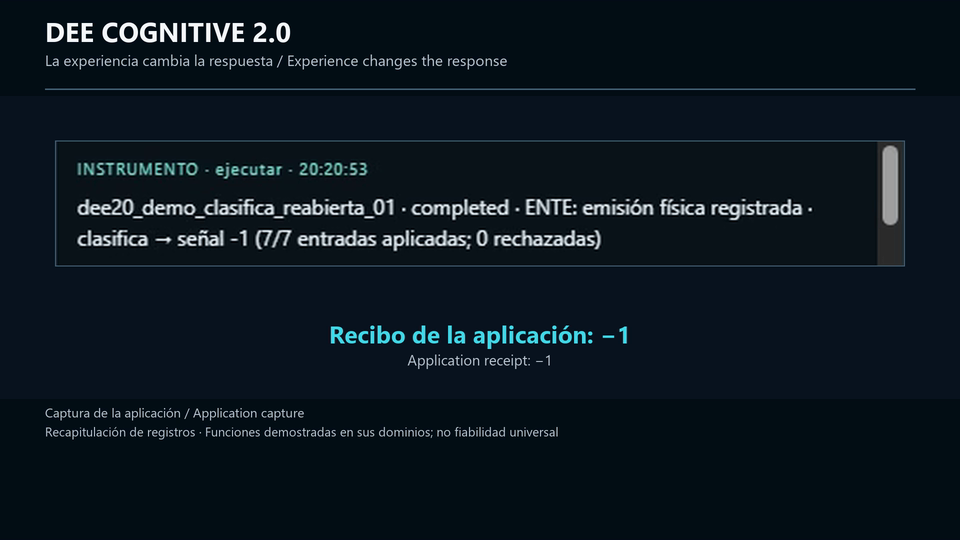 DEE COGNITIVE 2.0
La experiencia cambia la respuesta / Experience changes the response
INSTRUMENTO · ejecutar · 20:20:53
dee20_demo_clasifica_reabierta_01 · completed · ENTE: emisión física registrada ·
clasifica → señal -1 (7/7 entradas aplicadas; 0 rechazadas)
Recibo de la aplicación: −1
Application receipt: −1
Captura de la aplicación / Application capture
Recapitulación de registros · Funciones demostradas en sus dominios; no fiabilidad universal